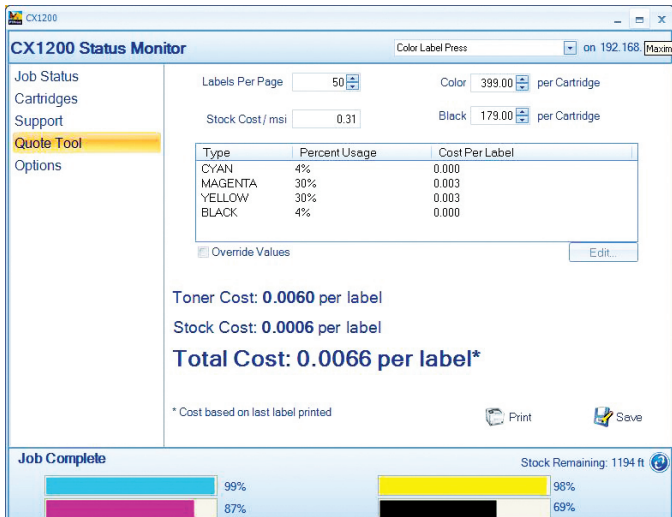 CX1200
CX1200 Status Monitor
Color Label Press
on 192.168.
Maxim
Job Status
Cartridges
Support
Quote Tool
Options
Labels Per Page 50
Color 399.00 per Cartridge
Stock Cost / msi 0.31
Black 179.00 per Cartridge
Type Percent Usage Cost Per Label
CYAN 4% 0.000
MAGENTA 30% 0.003
YELLOW 30% 0.003
BLACK 4% 0.000
Override Values
Edit...
Toner Cost: 0.0060 per label
Stock Cost: 0.0006 per label
Total Cost: 0.0066 per label*
* Cost based on last label printed
Print
Save
Job Complete
Stock Remaining: 1194 ft
99% 98%
87% 69%